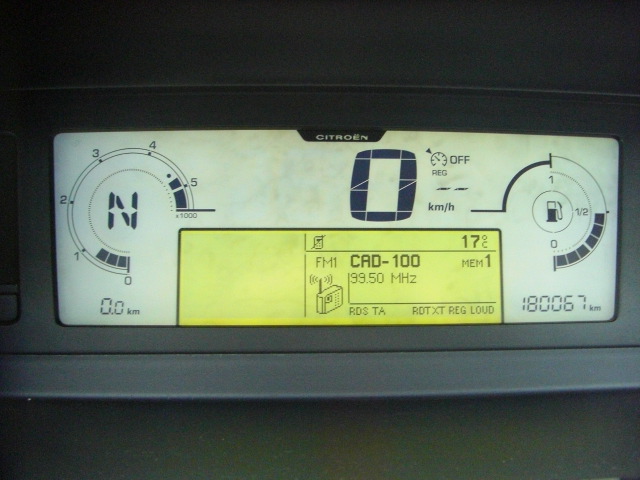 CITROËN
4
3
5
2
x1000
1
0
N
0.0 km
0
km/h
OFF
REG
--
1
1/2
0
17°C
FM1 CAD-100 MEM1
99.50 MHz
RDS TA RDTXT REG LOUD
180067 km